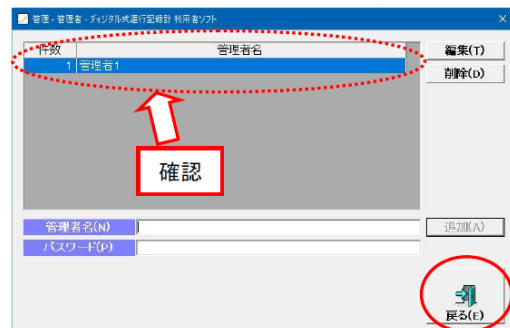 管理 - 管理者 - ディジタル式運行記録計 利用者ソフト
件数 管理者名 編集(T)
1 管理者1 削除(D)
確認
管理者名(N) 追加(A)
パスワード(P)
戻る(E)